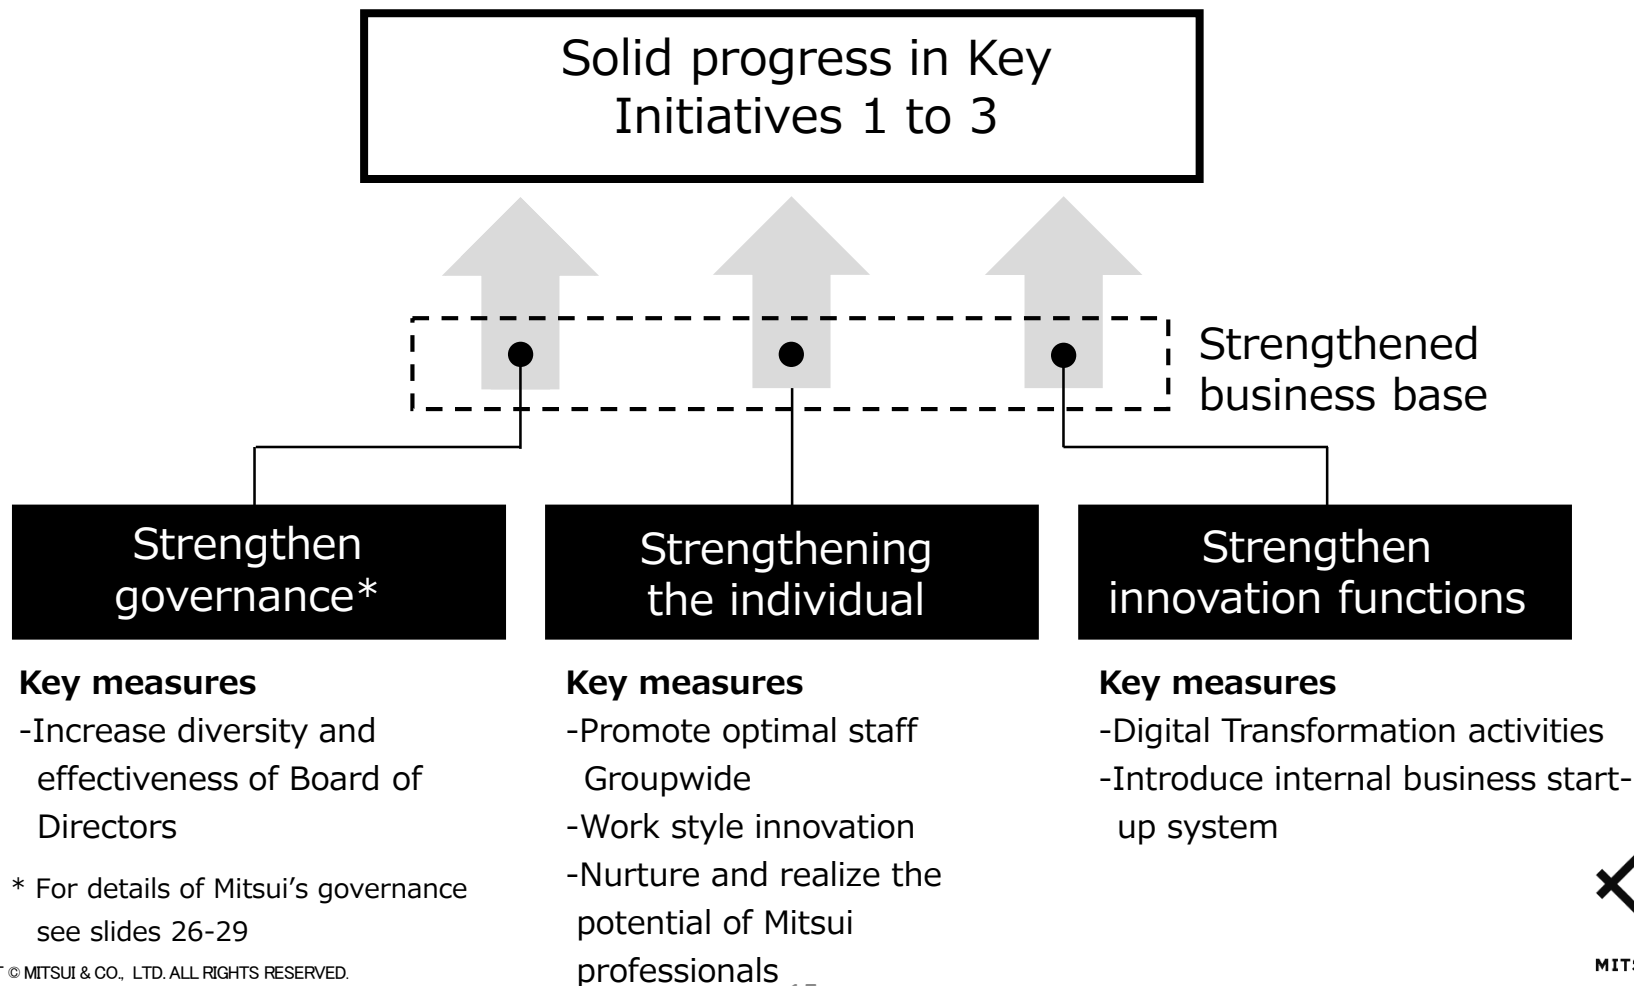 Solid progress in Key
Initiatives 1 to 3
Strengthened
business base
Strengthen
governance*
Strengthening
the individual
Strengthen
innovation functions
Key measures
-Increase diversity and
effectiveness of Board of
Directors
* For details of Mitsui’s governance
see slides 26-29
Key measures
-Promote optimal staff
Groupwide
-Work style innovation
-Nurture and realize the
potential of Mitsui
professionals
Key measures
-Digital Transformation activities
-Introduce internal business start-
up system
© MITSUI & CO., LTD. ALL RIGHTS RESERVED.